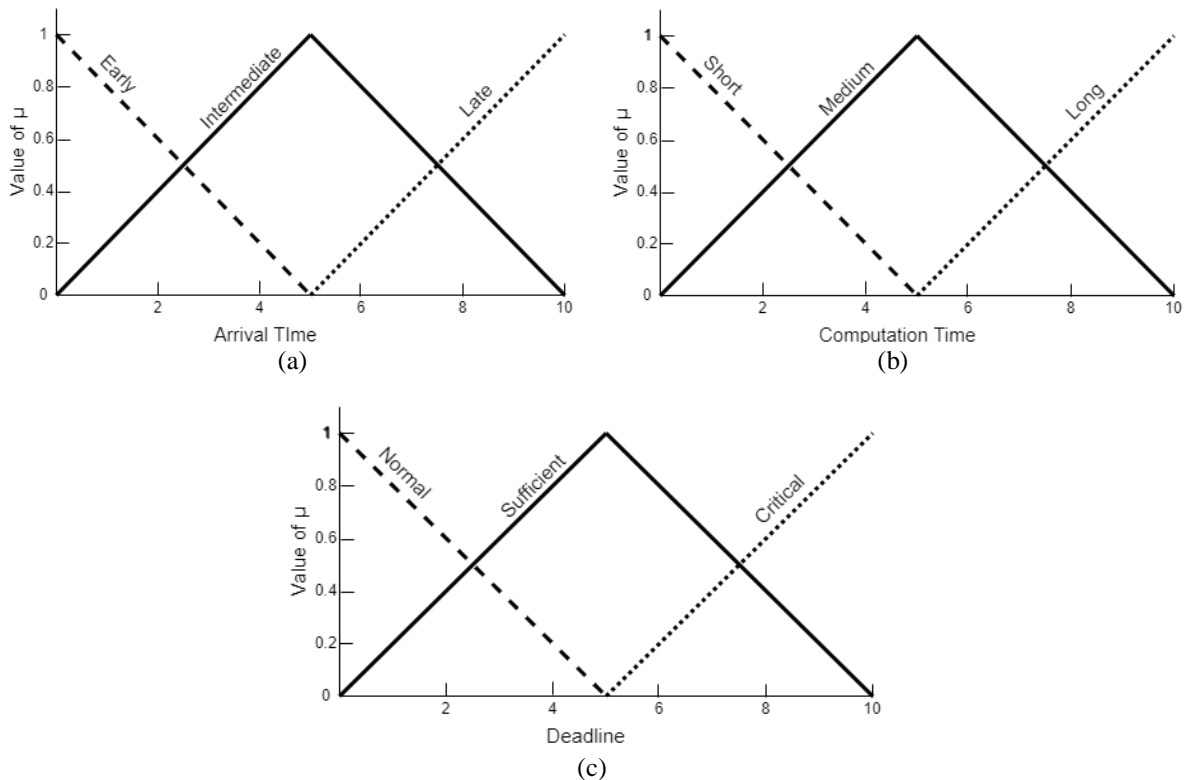 1
0.8
0.6
0.4
0.2
0
Value of μ
Early
Intermediate
Late
2
4
6
8
10
Arrival TIme
(a)
1
0.8
0.6
0.4
0.2
0
Value of μ
Short
Medium
Long
2
4
6
8
10
Computation Time
(b)
1
0.8
0.6
0.4
0.2
0
Value of μ
Normal
Sufficient
Critical
2
4
6
8
10
Deadline
(c)